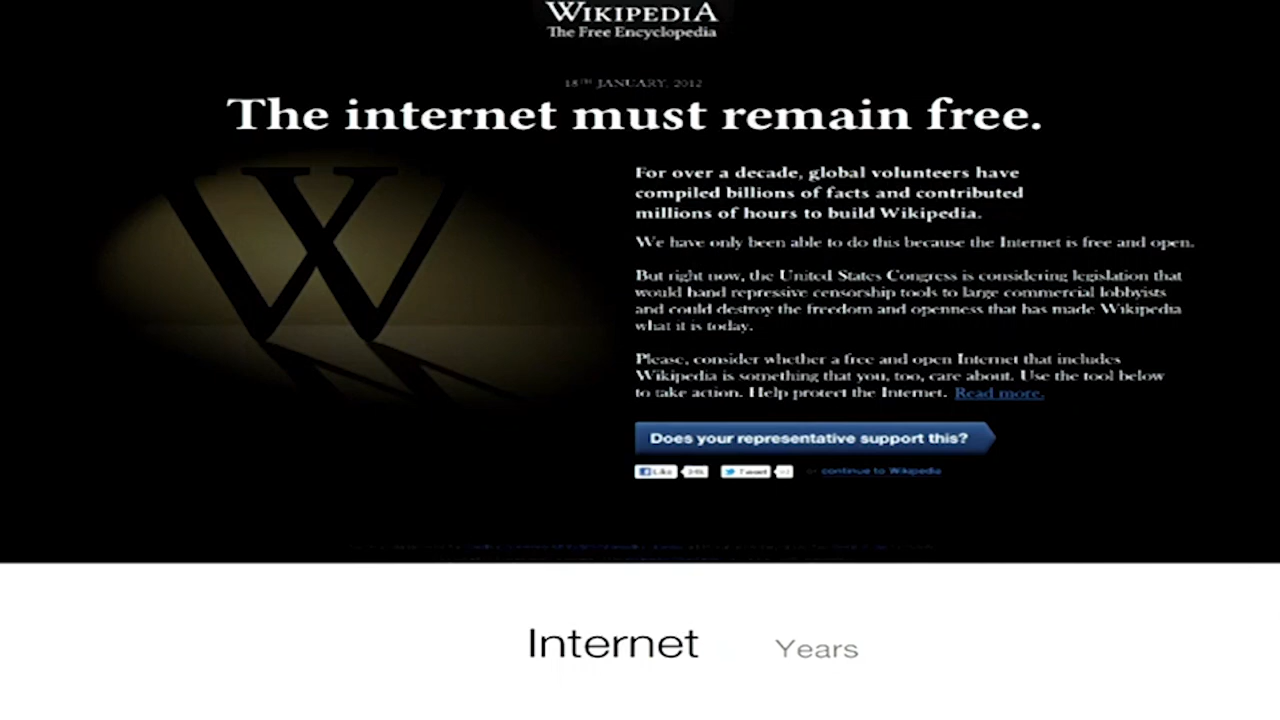 WIKIPEDIA
The Free Encyclopedia
18TH JANUARY, 2012
The internet must remain free.
For over a decade, global volunteers have
compiled billions of facts and contributed
millions of hours to build Wikipedia.
We have only been able to do this because the Internet is free and open.
But right now, the United States Congress is considering legislation that
would hand repressive censorship tools to large commercial lobbyists
and could destroy the freedom and openness that has made Wikipedia
what it is today.
Please, consider whether a free and open Internet that includes
Wikipedia is something that you, too, care about. Use the tool below
to take action. Help protect the Internet. Read more.
Does your representative support this?
Like Tweet or continue to Wikipedia
Internet Years